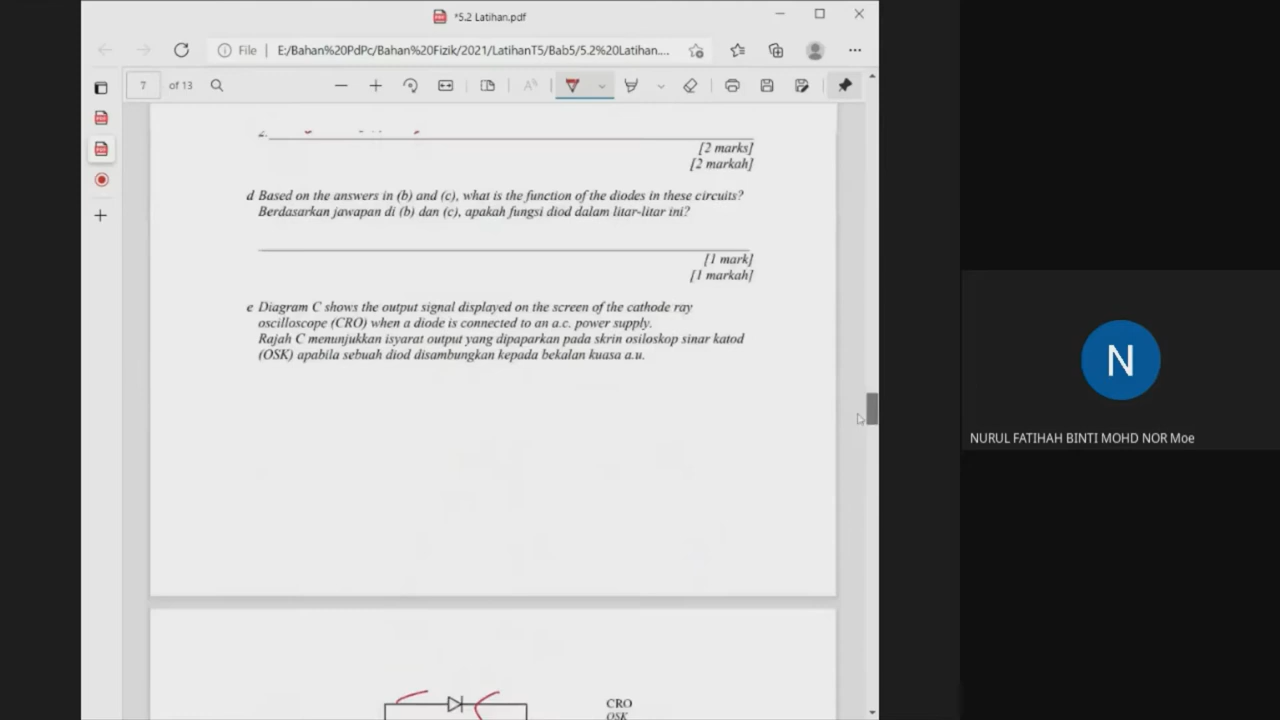 *5.2 Latihan.pdf
File | E:/Bahan%20PdPc/Bahan%20Fizik/2021/LatihanT5/Bab5/5.2%20Latihan....
7 of 13
2.
[2 marks]
[2 markah]
d Based on the answers in (b) and (c), what is the function of the diodes in these circuits?
Berdasarkan jawapan di (b) dan (c), apakah fungsi diod dalam litar-litar ini?
[1 mark]
[1 markah]
e Diagram C shows the output signal displayed on the screen of the cathode ray
oscilloscope (CRO) when a diode is connected to an a.c. power supply.
Rajah C menunjukkan isyarat output yang dipaparkan pada skrin osiloskop sinar katod
(OSK) apabila sebuah diod disambungkan kepada bekalan kuasa a.u.
CRO
OSK
N
NURUL FATIHAH BINTI MOHD NOR Moe